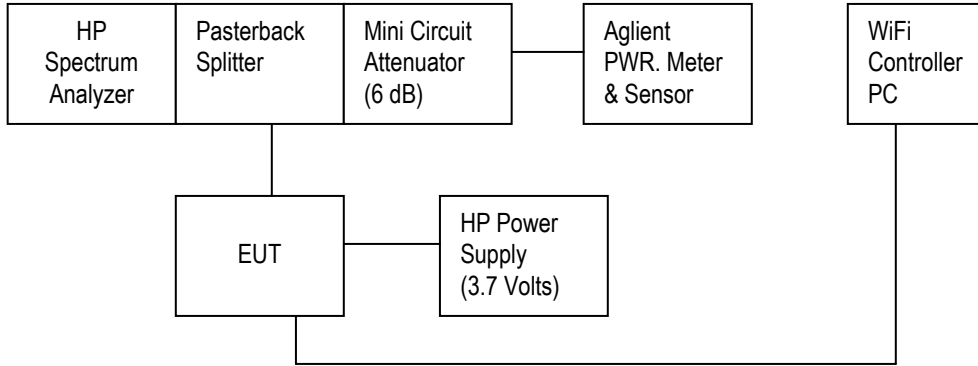 HP
Spectrum
Analyzer
Pasterback
Splitter
Mini Circuit
Attenuator
(6 dB)
Aglient
PWR. Meter
& Sensor
WiFi
Controller
PC
EUT
HP Power
Supply
(3.7 Volts)